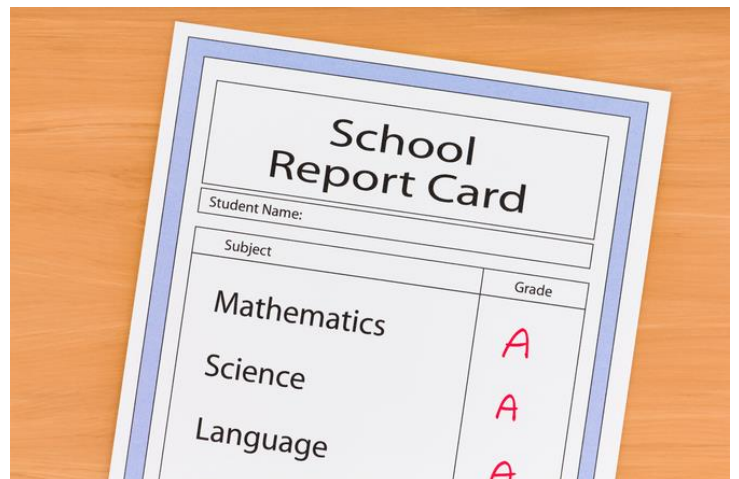 School
Report Card
Student Name:
Subject Grade
Mathematics A
Science A
Language A